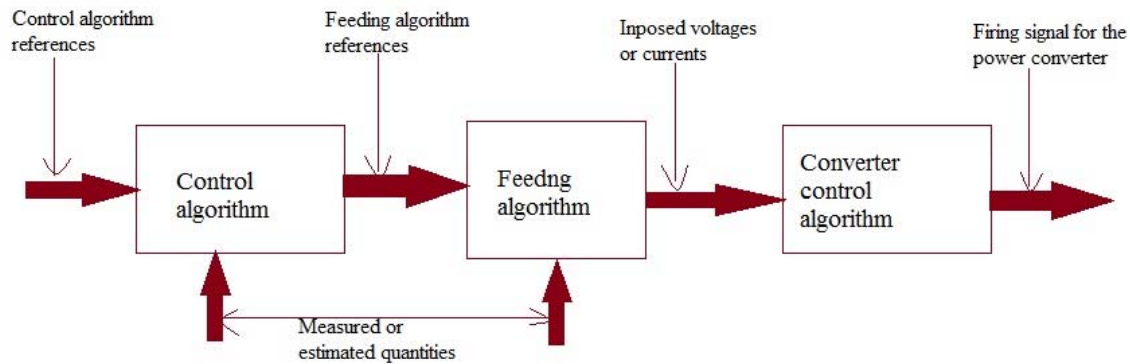 Control algorithm
references
Feeding algorithm
references
Inposed voltages
or currents
Firing signal for the
power converter
Control
algorithm
Feedng
algorithm
Converter
control
algorithm
Measured or
estimated quantities